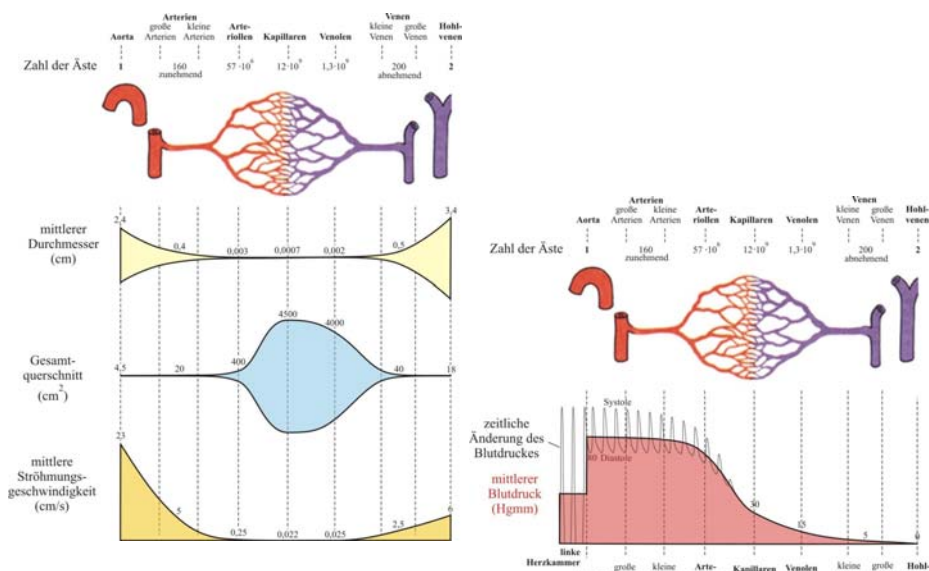 Arterien
Venen
große
kleine
kleine
große
Arte-
Hohl-
Aorta
Arterien
Arterien
riollen
Kapillaren
Venolen
Venen
Venen
venen
Zahl der Äste
1
160
57 ·10⁶
12·10⁹
1,3·10⁹
200
2
zunehmend
abnehmend
mittlerer
Durchmesser
(cm)
2,4
0,4
0,003
0,0007
0,002
0,5
3,4
Gesamt-
querschnitt
(cm²)
4,5
20
400
4500
4000
40
18
mittlere
Ströhmungs-
geschwindigkeit
(cm/s)
23
5
0,25
0,022
0,025
2,5
6
Arterien
Venen
große
kleine
kleine
große
Arte-
Hohl-
Aorta
Arterien
Arterien
riollen
Kapillaren
Venolen
Venen
Venen
venen
Zahl der Äste
1
160
57 ·10⁶
12·10⁹
1,3·10⁹
200
2
zunehmend
abnehmend
zeitliche
Änderung des
Blutdruckes
mittlerer
Blutdruck
(Hgmm)
Systole
Diastole
30
15
5
0
linke
Herzkammer
große
kleine
Arte-
Kapillaren
Venolen
kleine
große
Hohl-